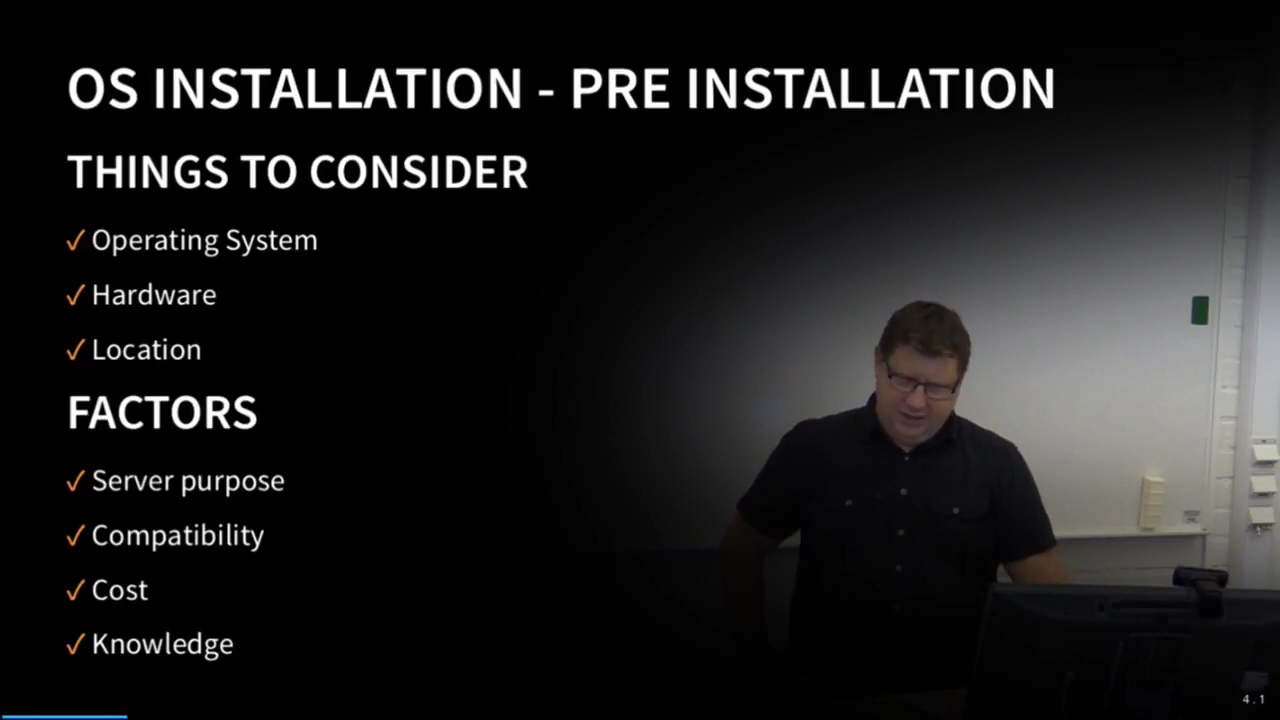 OS INSTALLATION - PRE INSTALLATION
THINGS TO CONSIDER
✓ Operating System
✓ Hardware
✓ Location
FACTORS
✓ Server purpose
✓ Compatibility
✓ Cost
✓ Knowledge
4.1